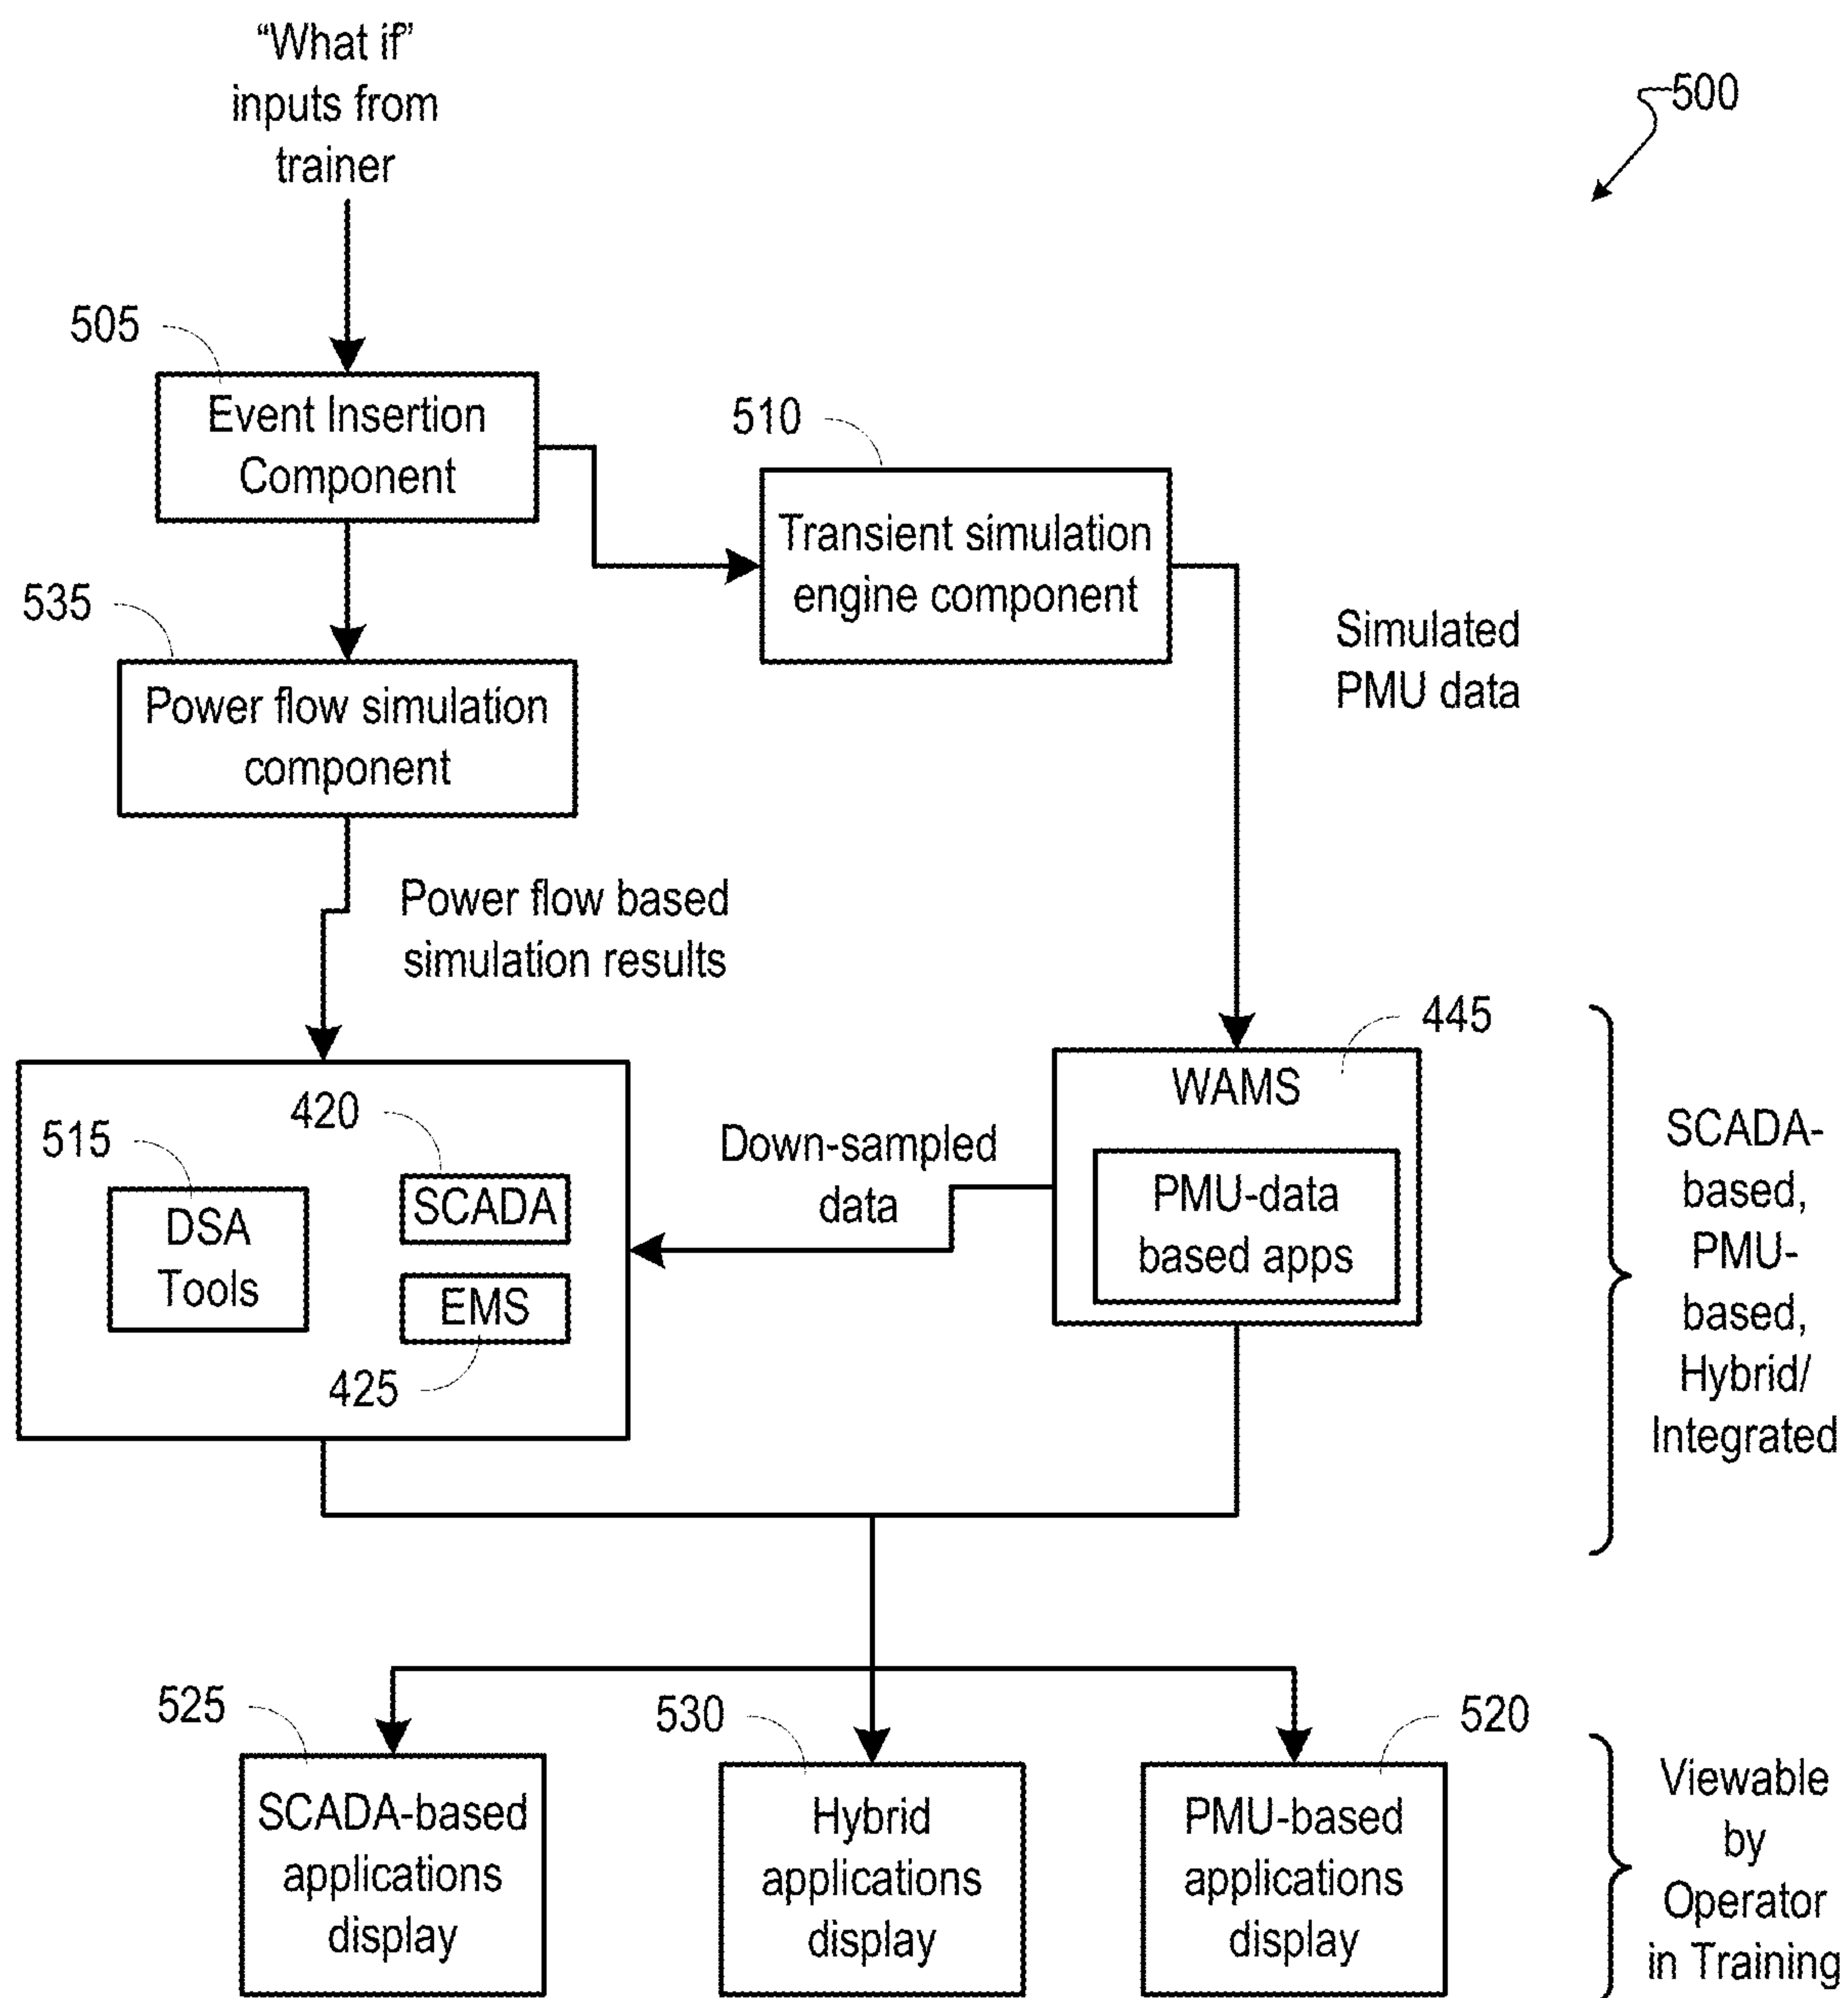 “What if”
inputs from
trainer
500
505
Event Insertion
Component
510
Transient simulation
engine component
535
Power flow simulation
component
Simulated
PMU data
Power flow based
simulation results
445
WAMS
PMU-data
based apps
Down-sampled
data
420
SCADA
515
DSA
Tools
EMS
425
SCADA-
based,
PMU-
based,
Hybrid/
Integrated
525
SCADA-based
applications
display
530
Hybrid
applications
display
520
PMU-based
applications
display
Viewable
by
Operator
in Training